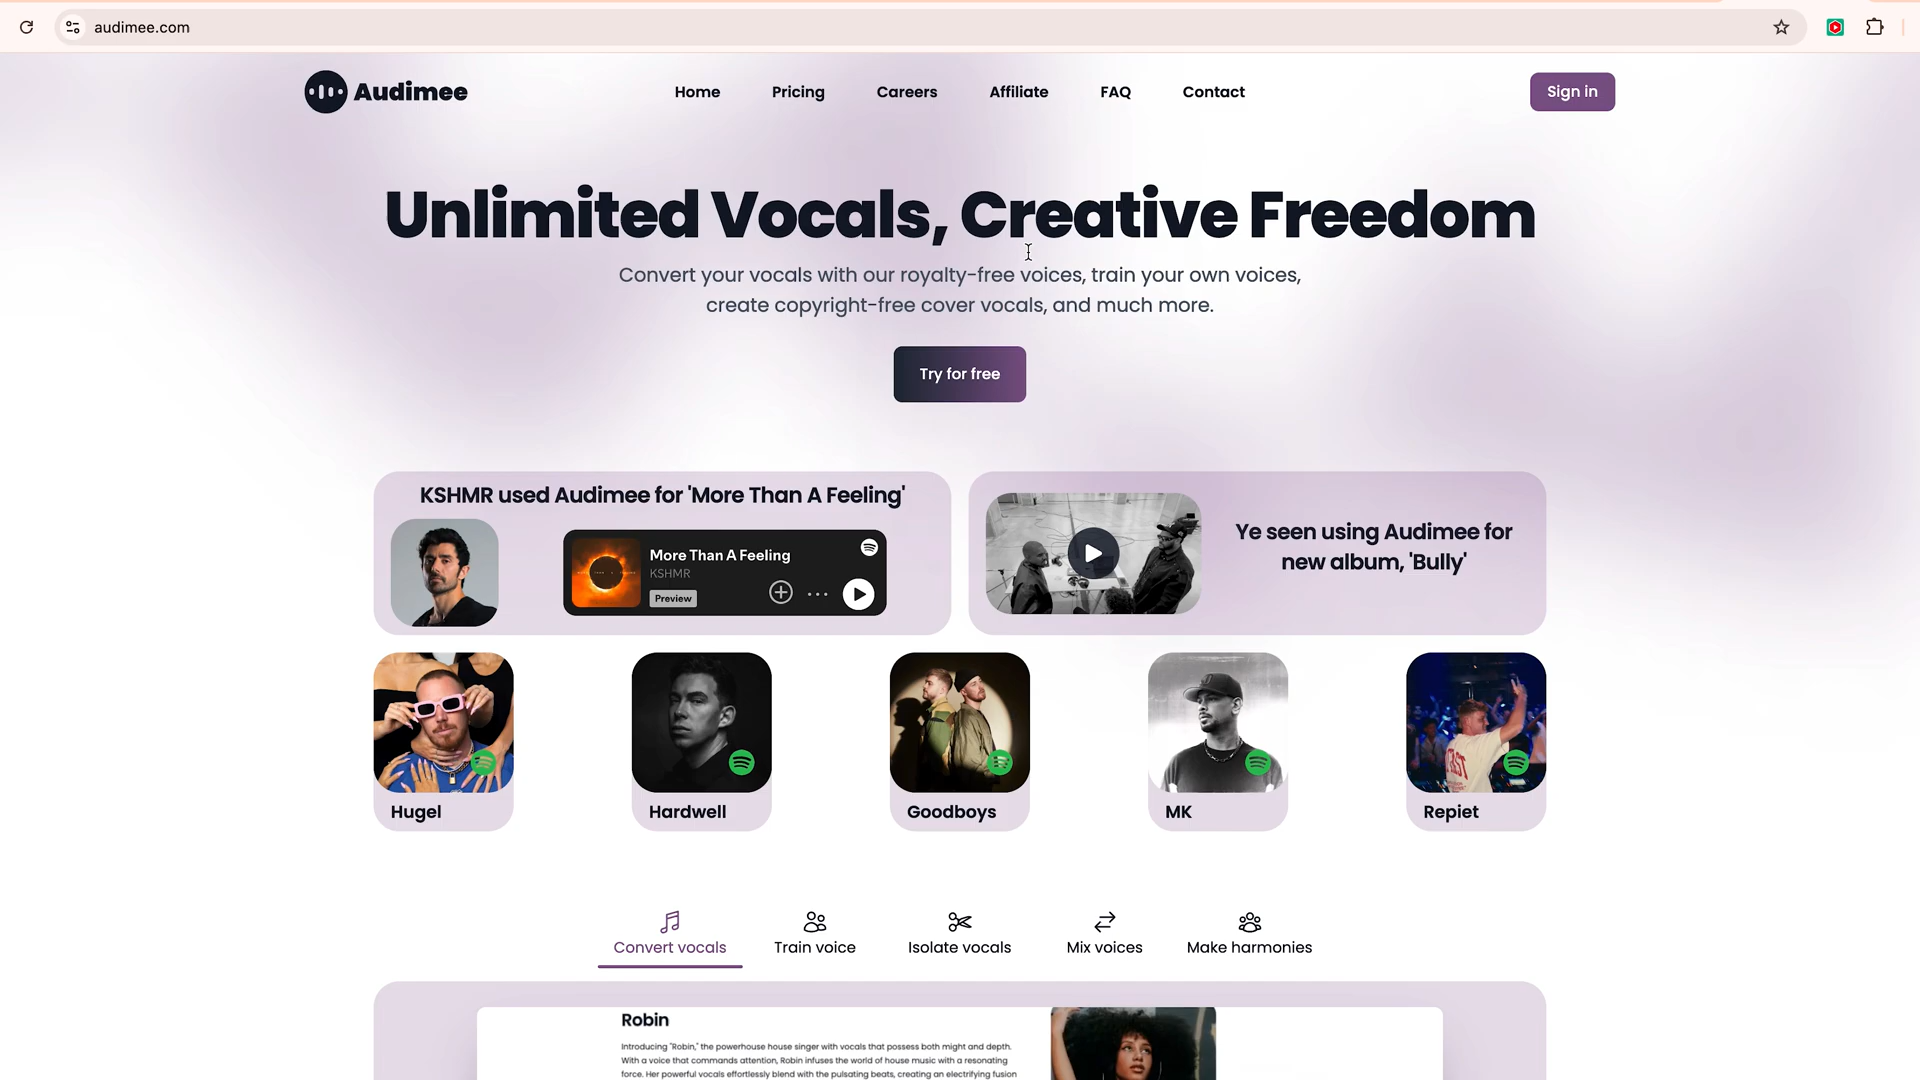 audimee.com
Audimee
Home
Pricing
Careers
Affiliate
FAQ
Contact
Sign in
Unlimited Vocals, Creative Freedom
Convert your vocals with our royalty-free voices, train your own voices,
create copyright-free cover vocals, and much more.
Try for free
KSHMR used Audimee for 'More Than A Feeling'
More Than A Feeling
KSHMR
Preview
Ye seen using Audimee for
new album, 'Bully'
Hugel
Hardwell
Goodboys
MK
Repiet
Convert vocals
Train voice
Isolate vocals
Mix voices
Make harmonies
Robin
Introducing "Robin," the powerhouse house singer with vocals that possess both might and depth.
With a voice that commands attention, Robin infuses the world of house music with a resonating
force. Her powerful vocals effortlessly blend with the pulsating beats, creating an electrifying fusion